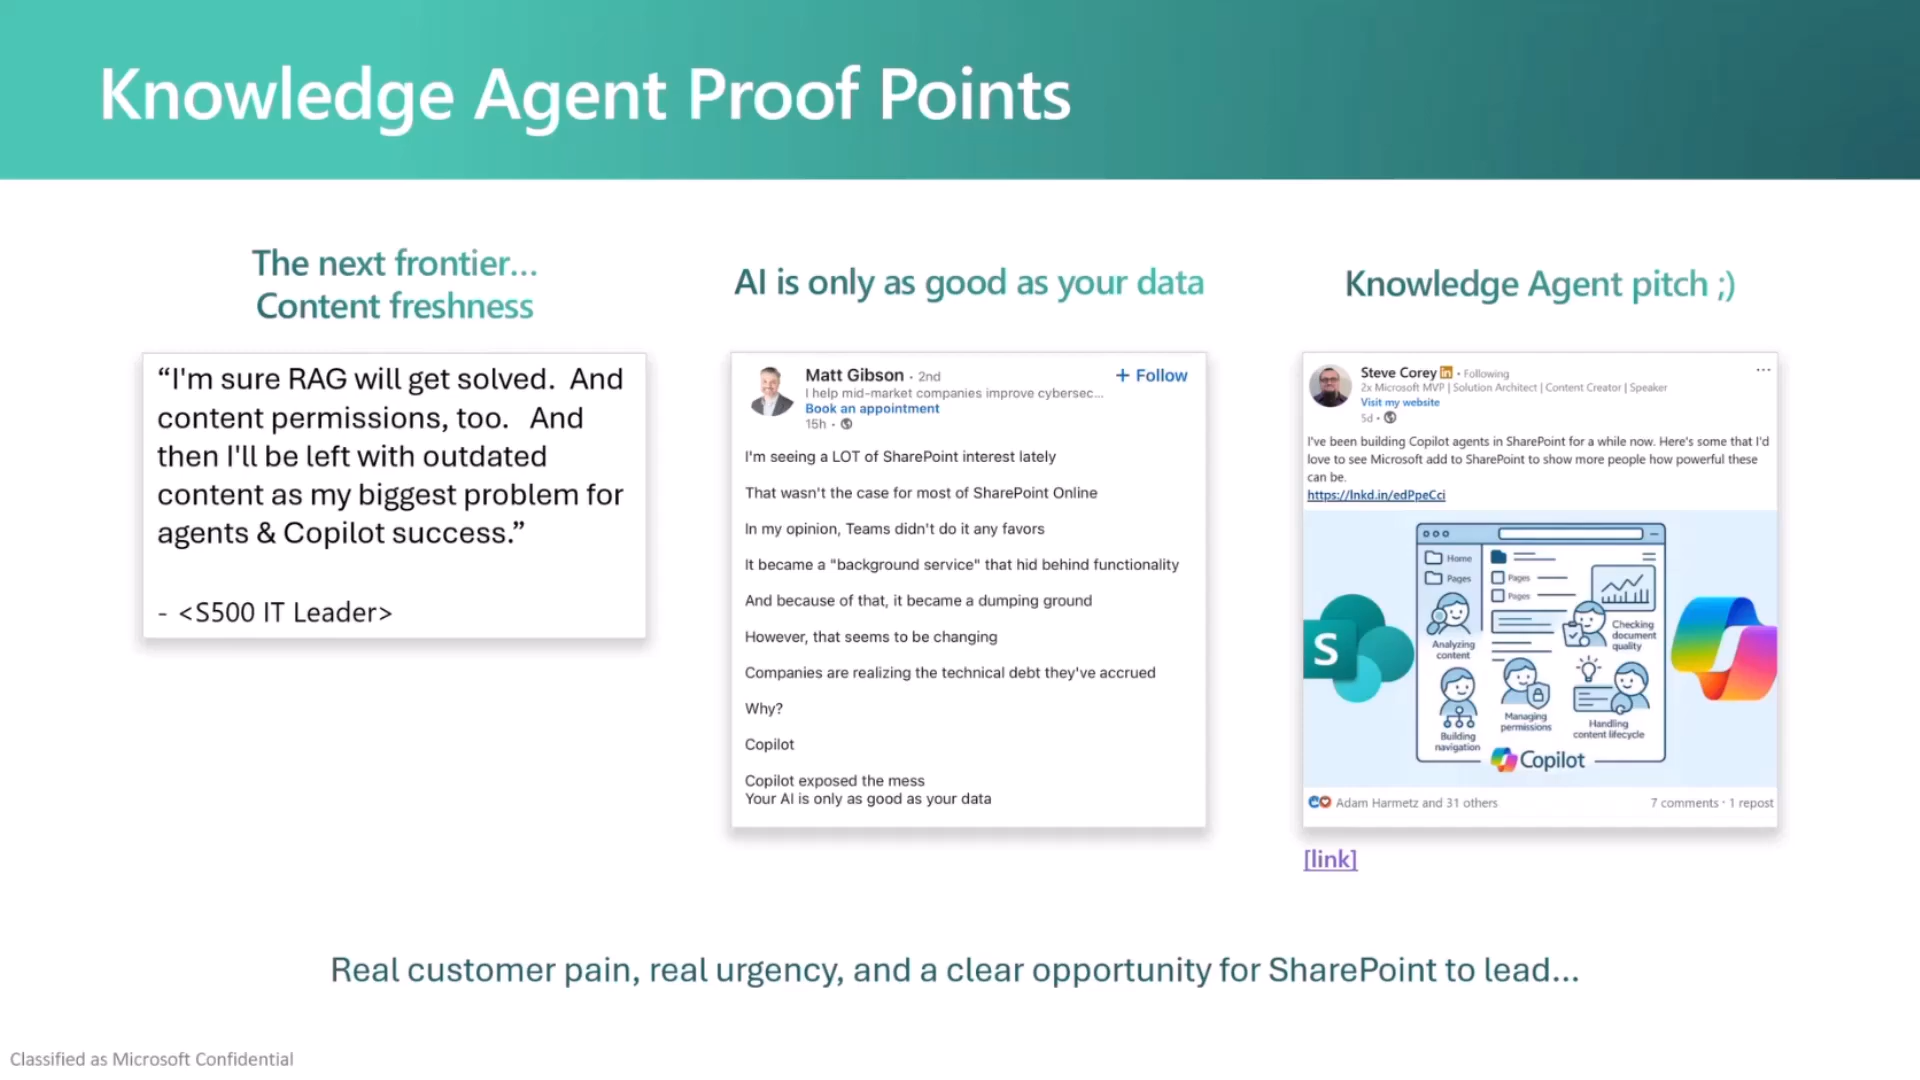 Knowledge Agent Proof Points
The next frontier...
Content freshness
“I'm sure RAG will get solved.  And
content permissions, too.   And
then I'll be left with outdated
content as my biggest problem for
agents & Copilot success.”
- <S500 IT Leader>
AI is only as good as your data
Matt Gibson · 2nd
+ Follow
I help mid-market companies improve cybersec...
Book an appointment
15h ·
I'm seeing a LOT of SharePoint interest lately
That wasn't the case for most of SharePoint Online
In my opinion, Teams didn't do it any favors
It became a "background service" that hid behind functionality
And because of that, it became a dumping ground
However, that seems to be changing
Companies are realizing the technical debt they've accrued
Why?
Copilot
Copilot exposed the mess
Your AI is only as good as your data
Knowledge Agent pitch ;)
Steve Corey in · Following
2x Microsoft MVP | Solution Architect | Content Creator | Speaker
Visit my website
5d ·
I've been building Copilot agents in SharePoint for a while now. Here's some that I'd
love to see Microsoft add to SharePoint to show more people how powerful these
can be.
https://lnkd.in/edPpeCci
Home
Pages
Pages
Pages
S
Analyzing
content
Checking
document
quality
Building
navigation
Managing
permissions
Handling
content lifecycle
Copilot
Adam Harmetz and 31 others
7 comments · 1 repost
[link]
Real customer pain, real urgency, and a clear opportunity for SharePoint to lead...
Classified as Microsoft Confidential